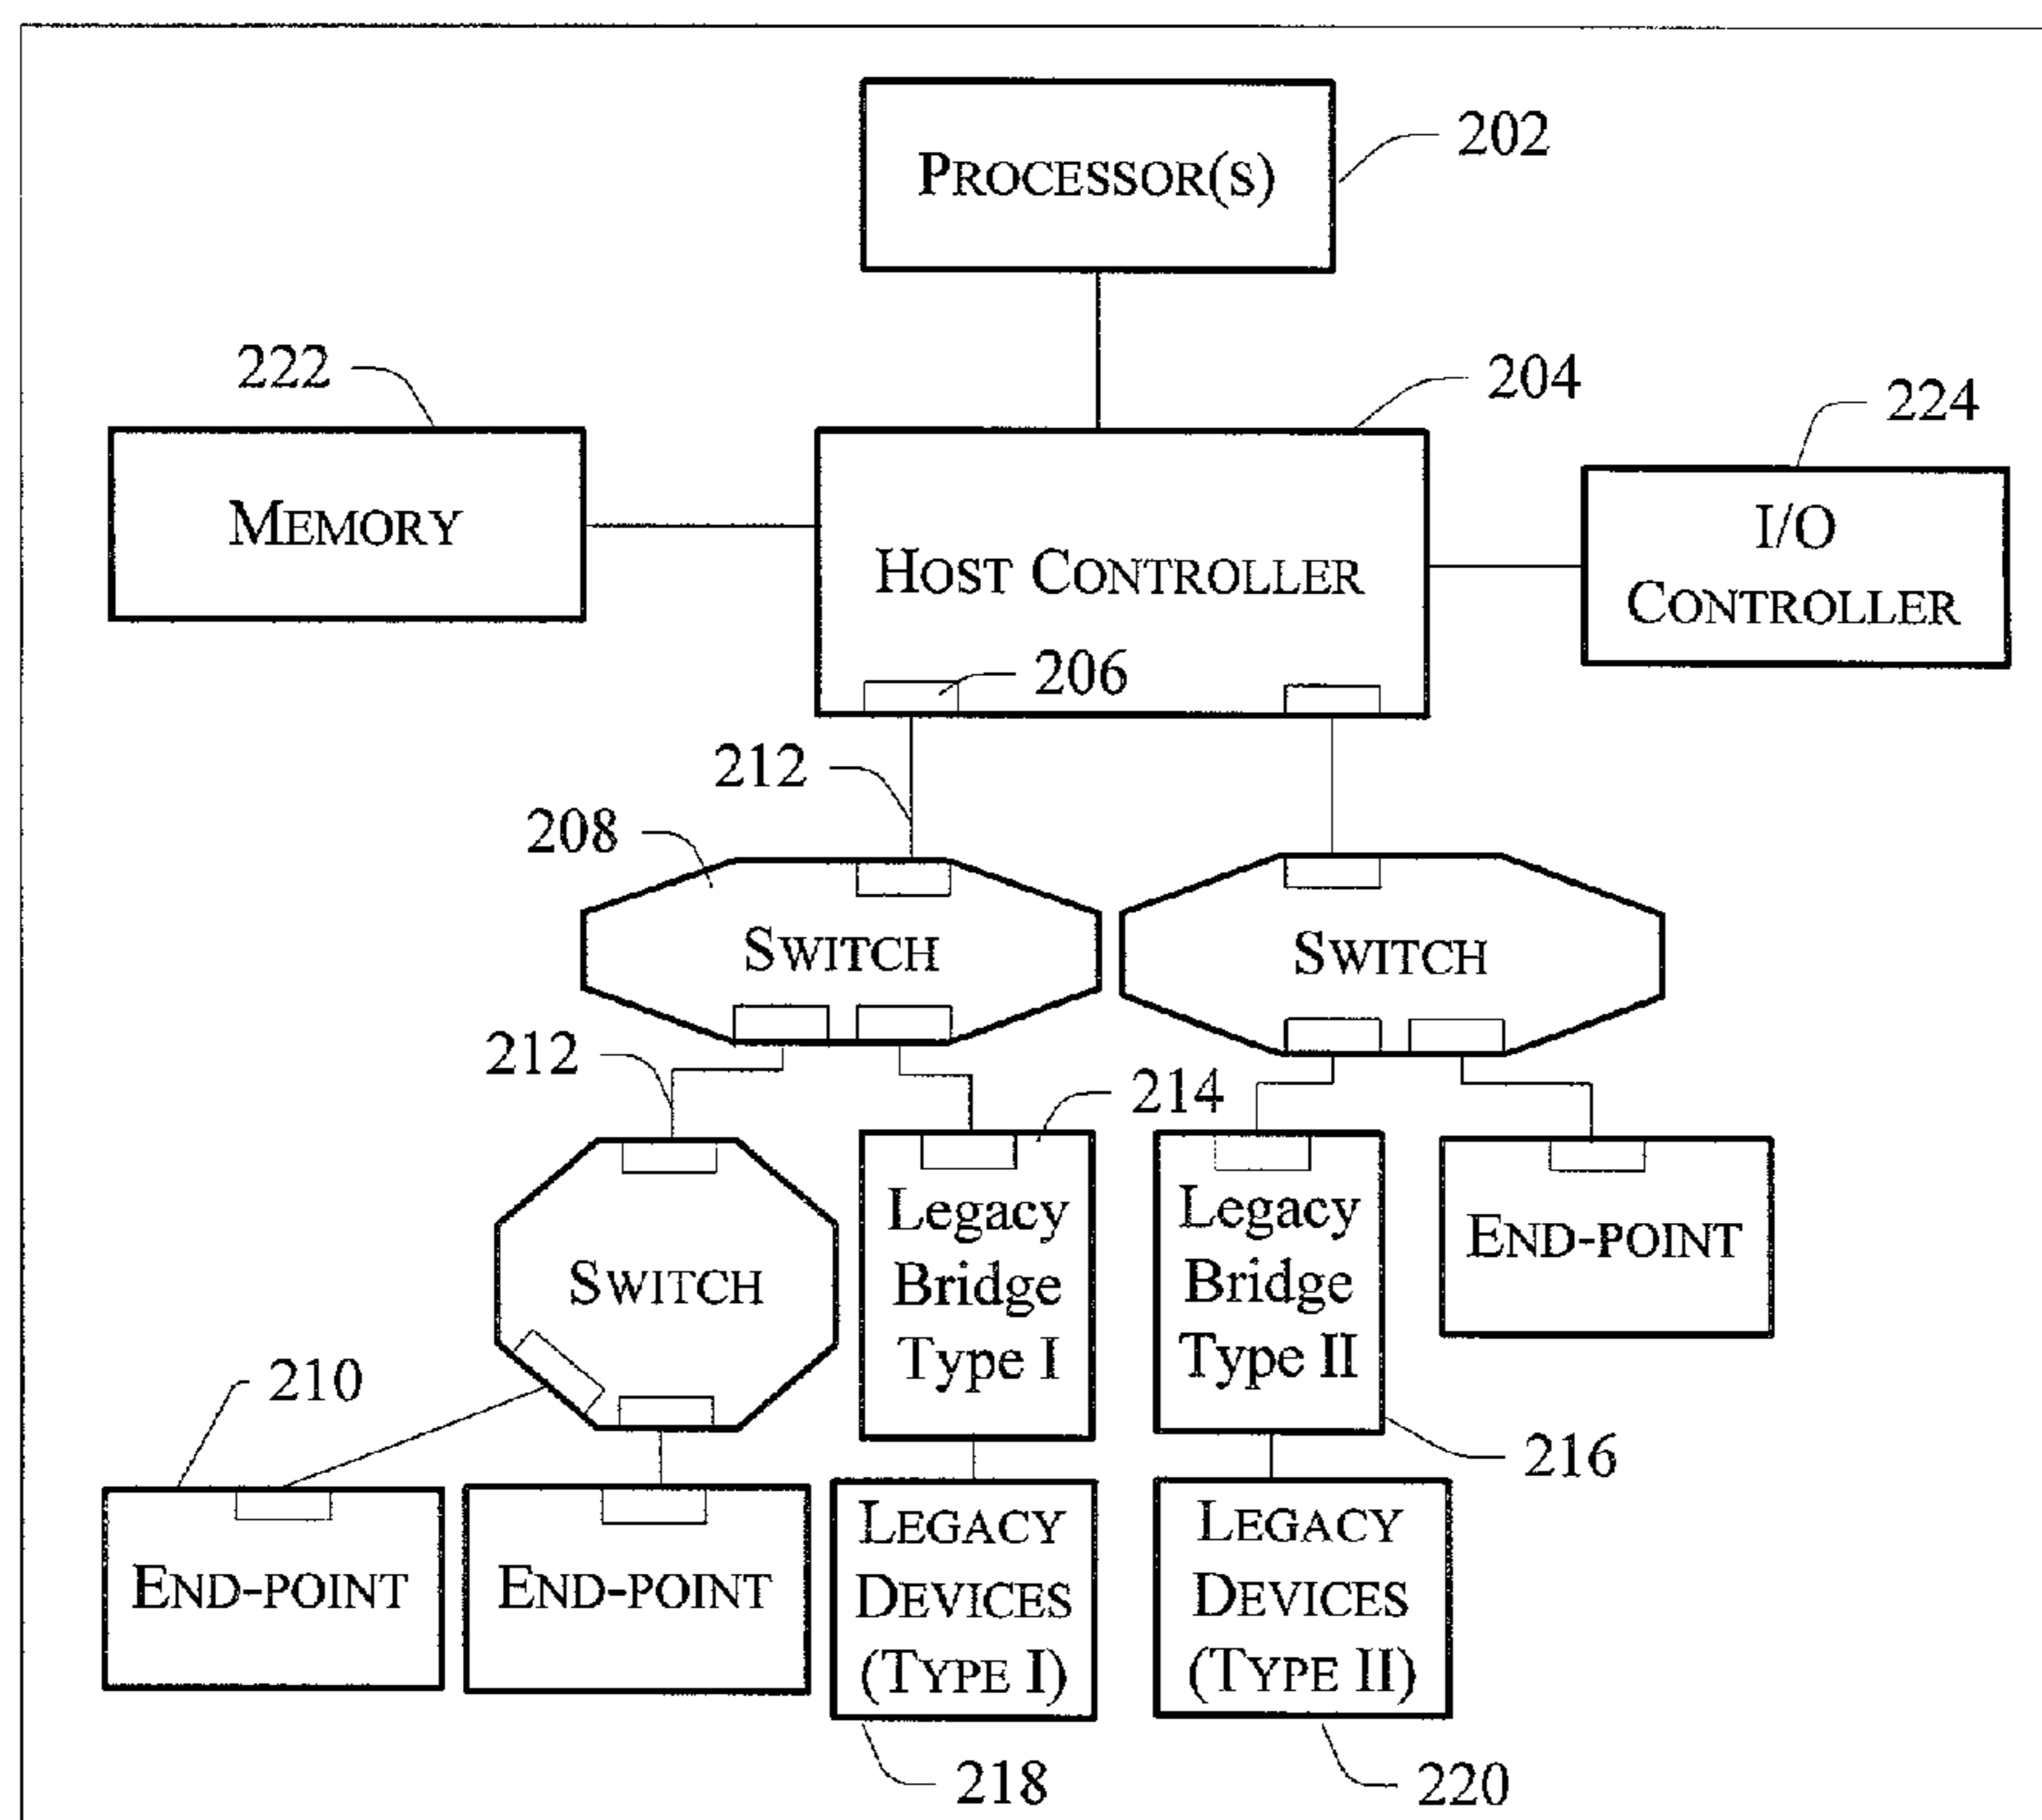 PROCESSOR(S)
202
222
204
224
MEMORY
HOST CONTROLLER
I/O
CONTROLLER
206
212
208
SWITCH
SWITCH
212
214
Legacy
Bridge
Type I
Legacy
Bridge
Type II
END-POINT
SWITCH
210
216
END-POINT
END-POINT
LEGACY
DEVICES
(TYPE I)
LEGACY
DEVICES
(TYPE II)
218
220